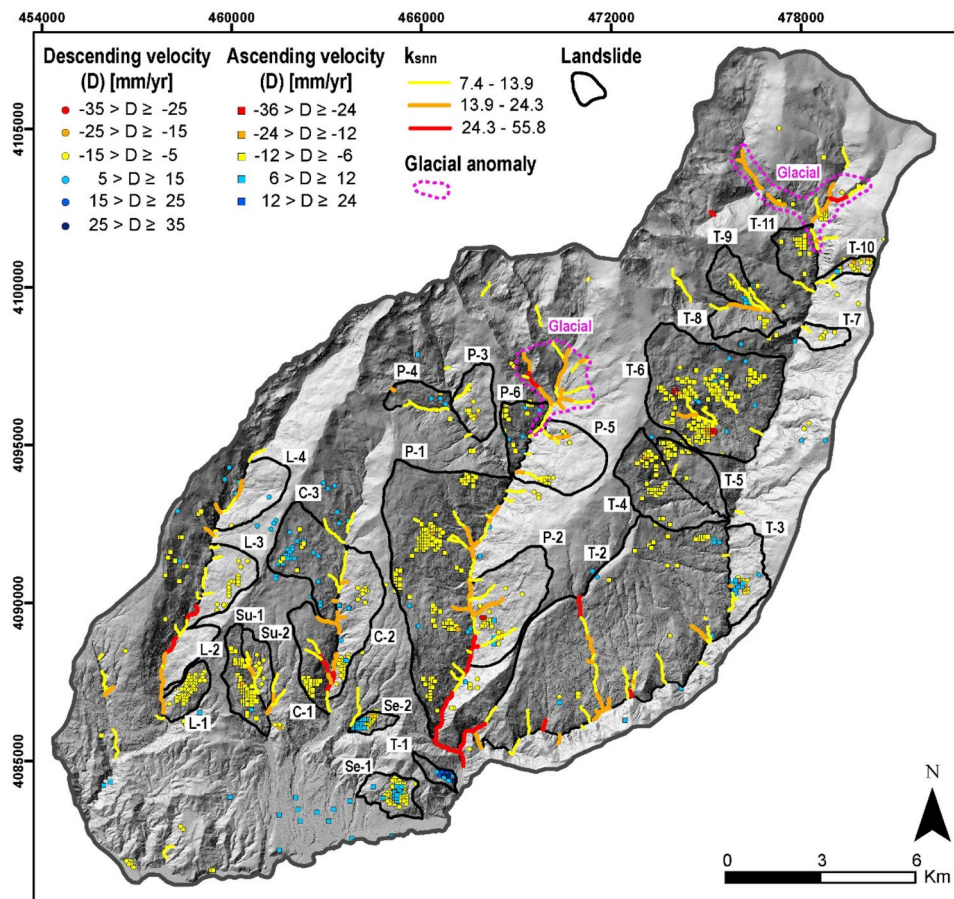 454000 460000 466000 472000 478000
Descending velocity (D) [mm/yr]
-35 > D ≥ -25
-25 > D ≥ -15
-15 > D ≥ -5
5 > D ≥ 15
15 > D ≥ 25
25 > D ≥ 35
Ascending velocity (D) [mm/yr]
-36 > D ≥ -24
-24 > D ≥ -12
-12 > D ≥ -6
6 > D ≥ 12
12 > D ≥ 24
ksnn
7.4 - 13.9
13.9 - 24.3
24.3 - 55.8
Glacial anomaly
Landslide
4105000
4100000
4095000
4090000
4085000
Glacial
T-11
T-9
T-10
T-8
T-7
Glacial
P-3
P-4
P-6
T-6
P-5
P-1
L-4
C-3
T-5
T-4
L-3
P-2
T-2
T-3
Su-1
Su-2
L-2
C-2
L-1
C-1
Se-2
T-1
Se-1
N
0 3 6
Km